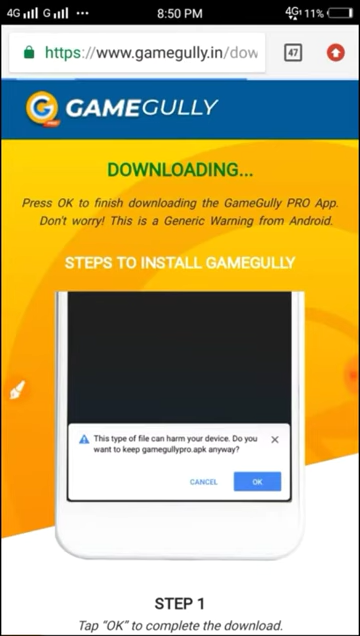 4G G ... 8:50 PM 4G 11%
https://www.gamegully.in/dow 47
G GAMEGULLY
PRO
DOWNLOADING...
Press OK to finish downloading the GameGully PRO App.
Don't worry! This is a Generic Warning from Android.
STEPS TO INSTALL GAMEGULLY
This type of file can harm your device. Do you
want to keep gamegullypro.apk anyway?
CANCEL OK
STEP 1
Tap “OK” to complete the download.